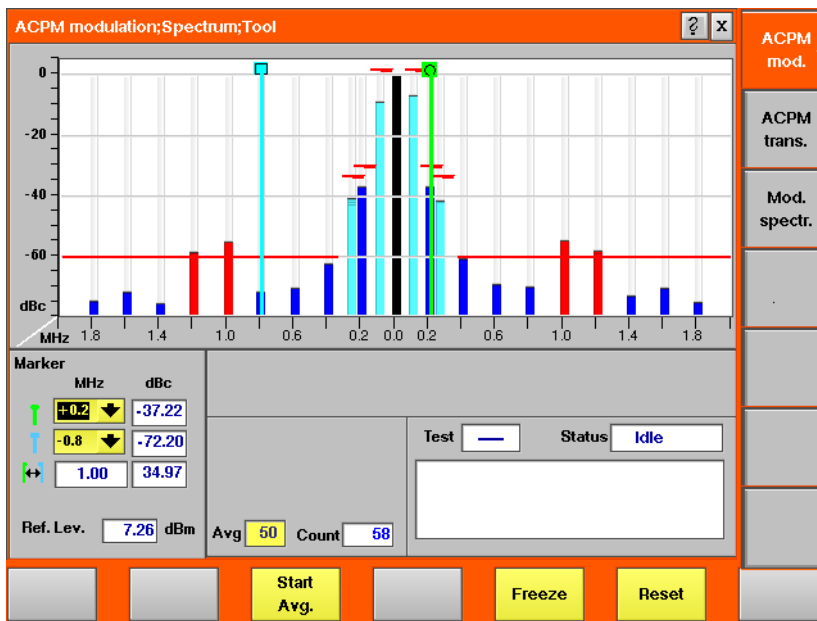 ACPM modulation;Spectrum;Tool
? x
ACPM mod.
ACPM trans.
Mod. spectr.
0
-20
-40
-60
dBc
MHz 1.8 1.4 1.0 0.6 0.2 0.0 0.2 0.6 1.0 1.4 1.8
Marker
MHz dBc
+0.2 -37.22
-0.8 -72.20
1.00 34.97
Ref. Lev. 7.26 dBm
Avg 50 Count 58
Test — Status Idle
Start Avg.
Freeze
Reset